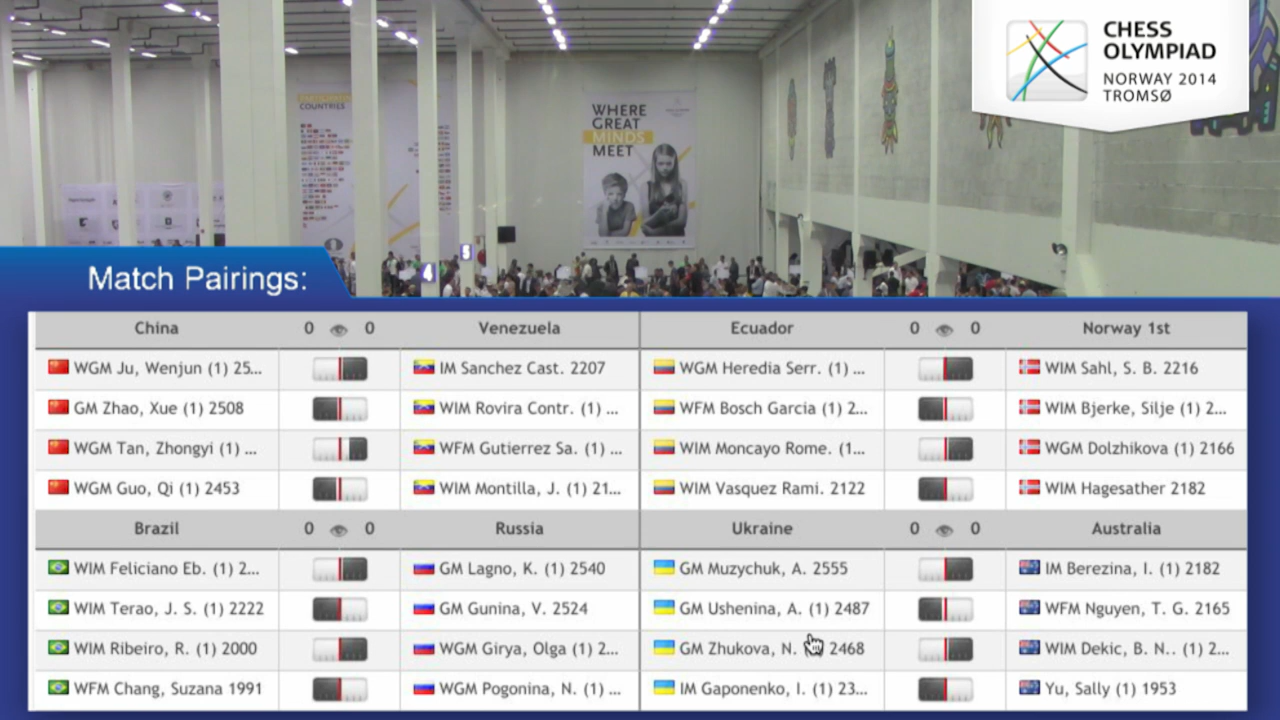 CHESS
OLYMPIAD
NORWAY 2014
TROMSØ
COUNTRIES
WHERE
GREAT
MINDS
MEET
5
4
Match Pairings:
China 0 0 Venezuela Ecuador 0 0 Norway 1st
WGM Ju, Wenjun (1) 25... IM Sanchez Cast. 2207 WGM Heredia Serr. (1) ... WIM Sahl, S. B. 2216
GM Zhao, Xue (1) 2508 WIM Rovira Contr. (1) ... WFM Bosch Garcia (1) 2... WIM Bjerke, Silje (1) 2...
WGM Tan, Zhongyi (1) ... WFM Gutierrez Sa. (1) ... WIM Moncayo Rome. (1... WGM Dolzhikova (1) 2166
WGM Guo, Qi (1) 2453 WIM Montilla, J. (1) 21... WIM Vasquez Rami. 2122 WIM Hagesather 2182
Brazil 0 0 Russia Ukraine 0 0 Australia
WIM Feliciano Eb. (1) 2... GM Lagno, K. (1) 2540 GM Muzychuk, A. 2555 IM Berezina, I. (1) 2182
WIM Terao, J. S. (1) 2222 GM Gunina, V. 2524 GM Ushenina, A. (1) 2487 WFM Nguyen, T. G. 2165
WIM Ribeiro, R. (1) 2000 WGM Girya, Olga (1) 2... GM Zhukova, N. 2468 WIM Dekic, B. N.. (1) 2...
WFM Chang, Suzana 1991 WGM Pogonina, N. (1) ... IM Gaponenko, I. (1) 23... Yu, Sally (1) 1953